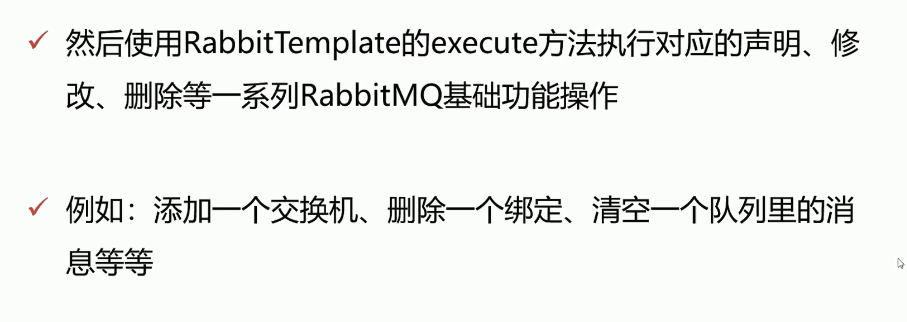 然后使用RabbitTemplate的execute方法执行对应的声明、修
改、删除等一系列RabbitMQ基础功能操作
例如：添加一个交换机、删除一个绑定、清空一个队列里的消
息等等